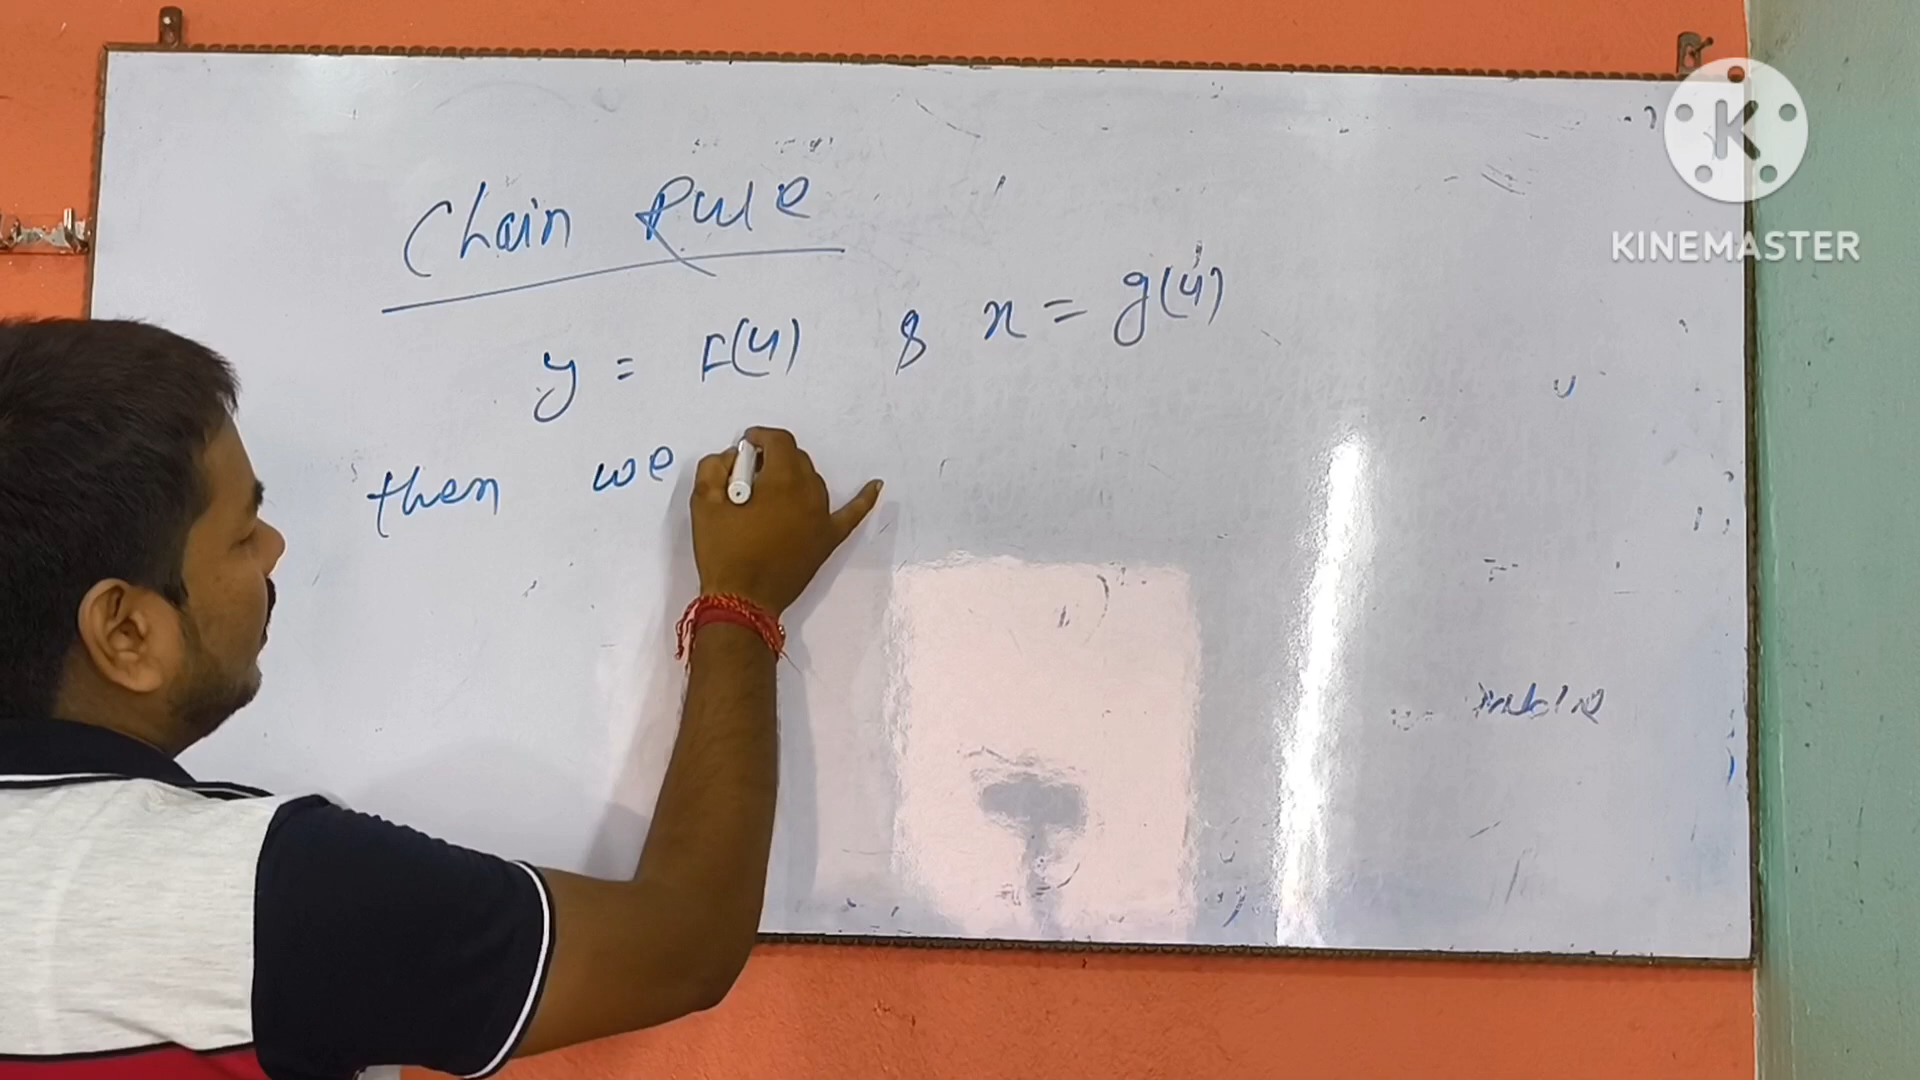 Chain Rule
y = f(u) & x = g(u)
then we
K
KINEMASTER